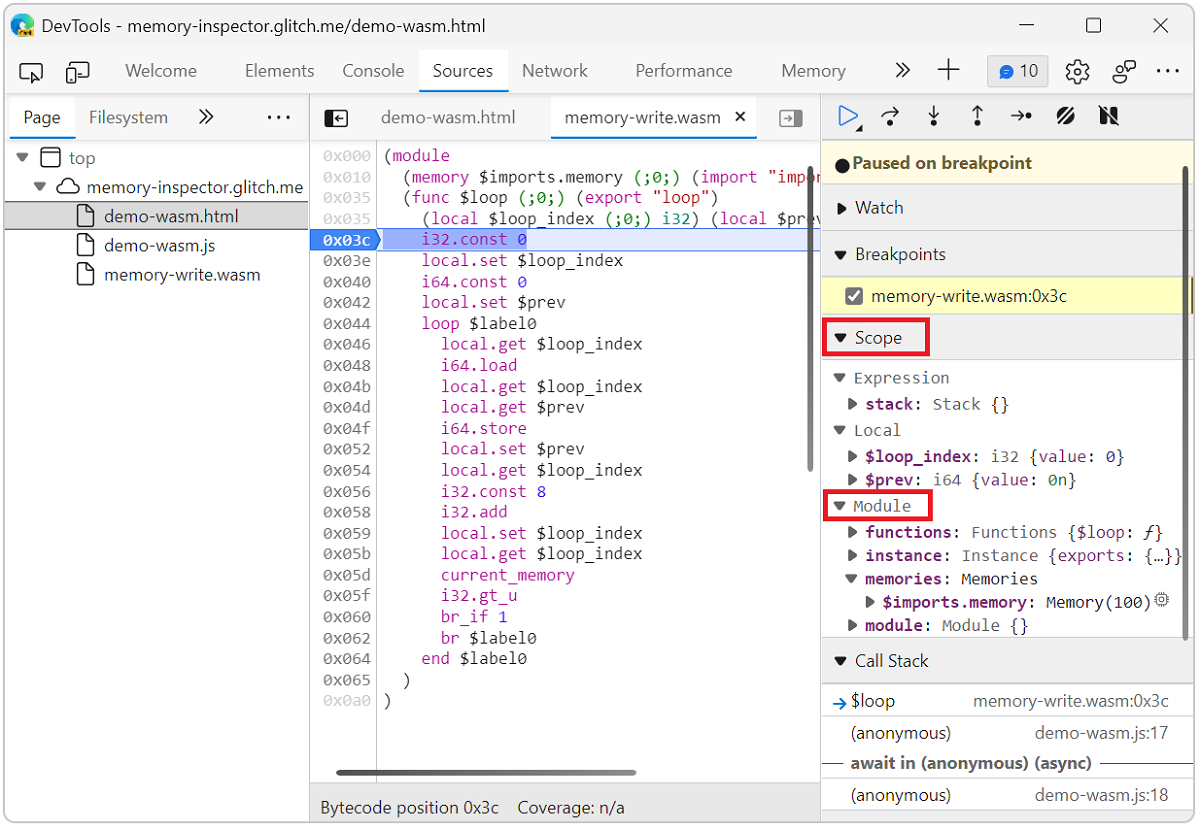 DevTools - memory-inspector.glitch.me/demo-wasm.html
Welcome Elements Console Sources Network Performance Memory 10
Page Filesystem
top
memory-inspector.glitch.me
demo-wasm.html
demo-wasm.js
memory-write.wasm
demo-wasm.html memory-write.wasm
0x000 (module
0x010 (memory $imports.memory (;0;) (import "impor
0x035 (func $loop (;0;) (export "loop")
0x035 (local $loop_index (;0;) i32) (local $prev
0x03c i32.const 0
0x03e local.set $loop_index
0x040 i64.const 0
0x042 local.set $prev
0x044 loop $label0
0x046 local.get $loop_index
0x048 i64.load
0x04b local.get $loop_index
0x04d local.get $prev
0x04f i64.store
0x052 local.set $prev
0x054 local.get $loop_index
0x056 i32.const 8
0x058 i32.add
0x059 local.set $loop_index
0x05b local.get $loop_index
0x05d current_memory
0x05f i32.gt_u
0x060 br_if 1
0x062 br $label0
0x064 end $label0
0x065 )
0x0a0 )
Bytecode position 0x3c Coverage: n/a
Paused on breakpoint
Watch
Breakpoints
memory-write.wasm:0x3c
Scope
Expression
stack: Stack {}
Local
$loop_index: i32 {value: 0}
$prev: i64 {value: 0n}
Module
functions: Functions {$loop: ƒ}
instance: Instance {exports: {…}}
memories: Memories
$imports.memory: Memory(100)
module: Module {}
Call Stack
$loop memory-write.wasm:0x3c
(anonymous) demo-wasm.js:17
await in (anonymous) (async)
(anonymous) demo-wasm.js:18